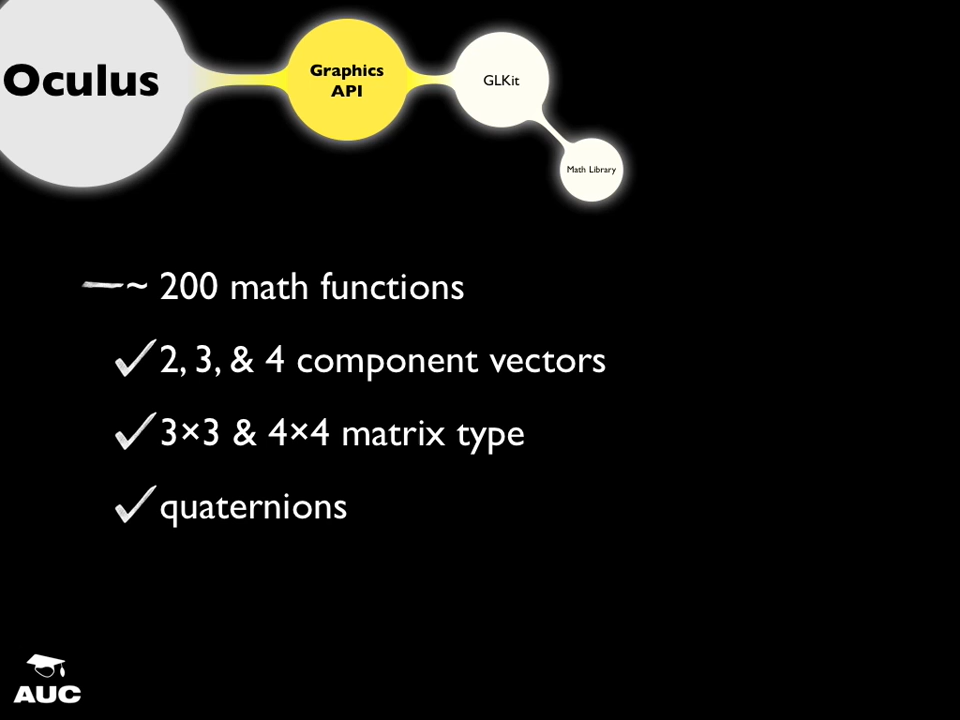 Oculus
Graphics
API
GLKit
Math Library
~ 200 math functions
2, 3, & 4 component vectors
3×3 & 4×4 matrix type
quaternions
AUC